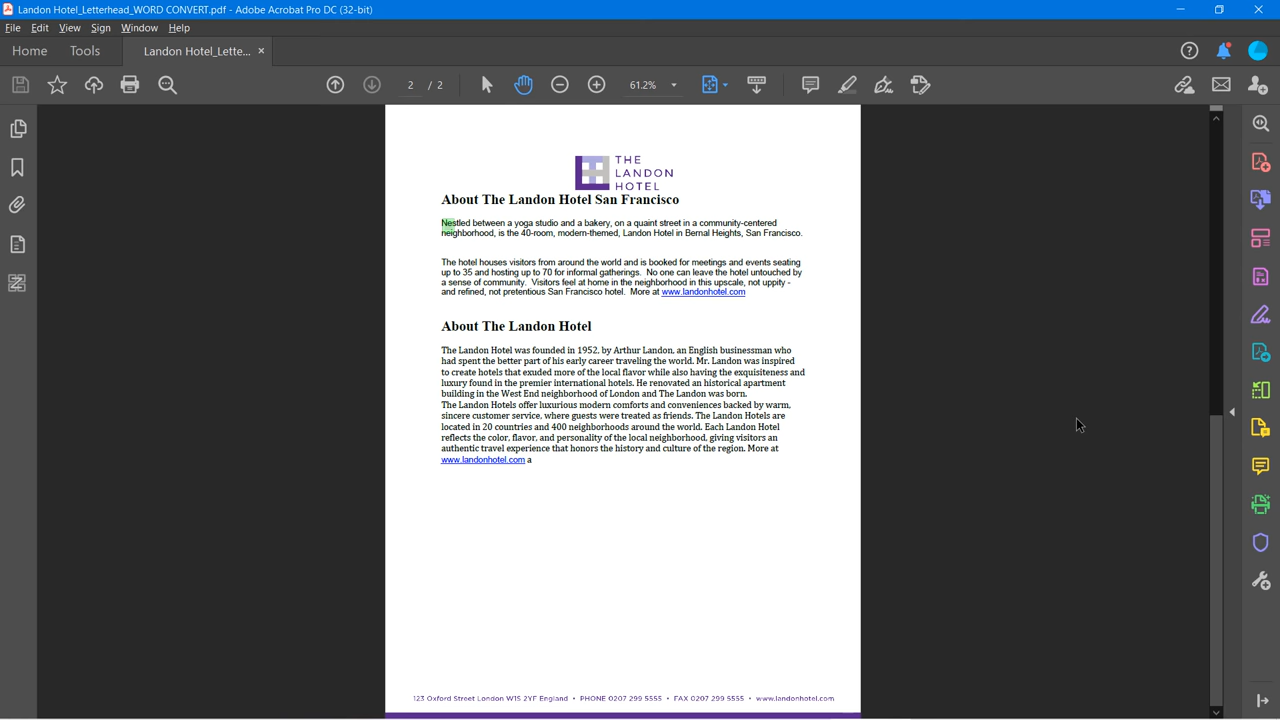 Landon Hotel_Letterhead_WORD CONVERT.pdf - Adobe Acrobat Pro DC (32-bit)
File Edit View Sign Window Help
Home Tools Landon Hotel_Lette... ×
2 / 2 61.2%
THE
LANDON
HOTEL
About The Landon Hotel San Francisco
Nestled between a yoga studio and a bakery, on a quaint street in a community-centered
neighborhood, is the 40-room, modern-themed, Landon Hotel in Bernal Heights, San Francisco.
The hotel houses visitors from around the world and is booked for meetings and events seating
up to 35 and hosting up to 70 for informal gatherings. No one can leave the hotel untouched by
a sense of community. Visitors feel at home in the neighborhood in this upscale, not uppity -
and refined, not pretentious San Francisco hotel. More at www.landonhotel.com
About The Landon Hotel
The Landon Hotel was founded in 1952, by Arthur Landon, an English businessman who
had spent the better part of his early career traveling the world. Mr. Landon was inspired
to create hotels that exuded more of the local flavor while also having the exquisiteness and
luxury found in the premier international hotels. He renovated an historical apartment
building in the West End neighborhood of London and The Landon was born.
The Landon Hotels offer luxurious modern comforts and conveniences backed by warm,
sincere customer service, where guests were treated as friends. The Landon Hotels are
located in 20 countries and 400 neighborhoods around the world. Each Landon Hotel
reflects the color, flavor, and personality of the local neighborhood, giving visitors an
authentic travel experience that honors the history and culture of the region. More at
www.landonhotel.com a
123 Oxford Street London W1S 2YF England • PHONE 0207 299 5555 • FAX 0207 299 5555 • www.landonhotel.com